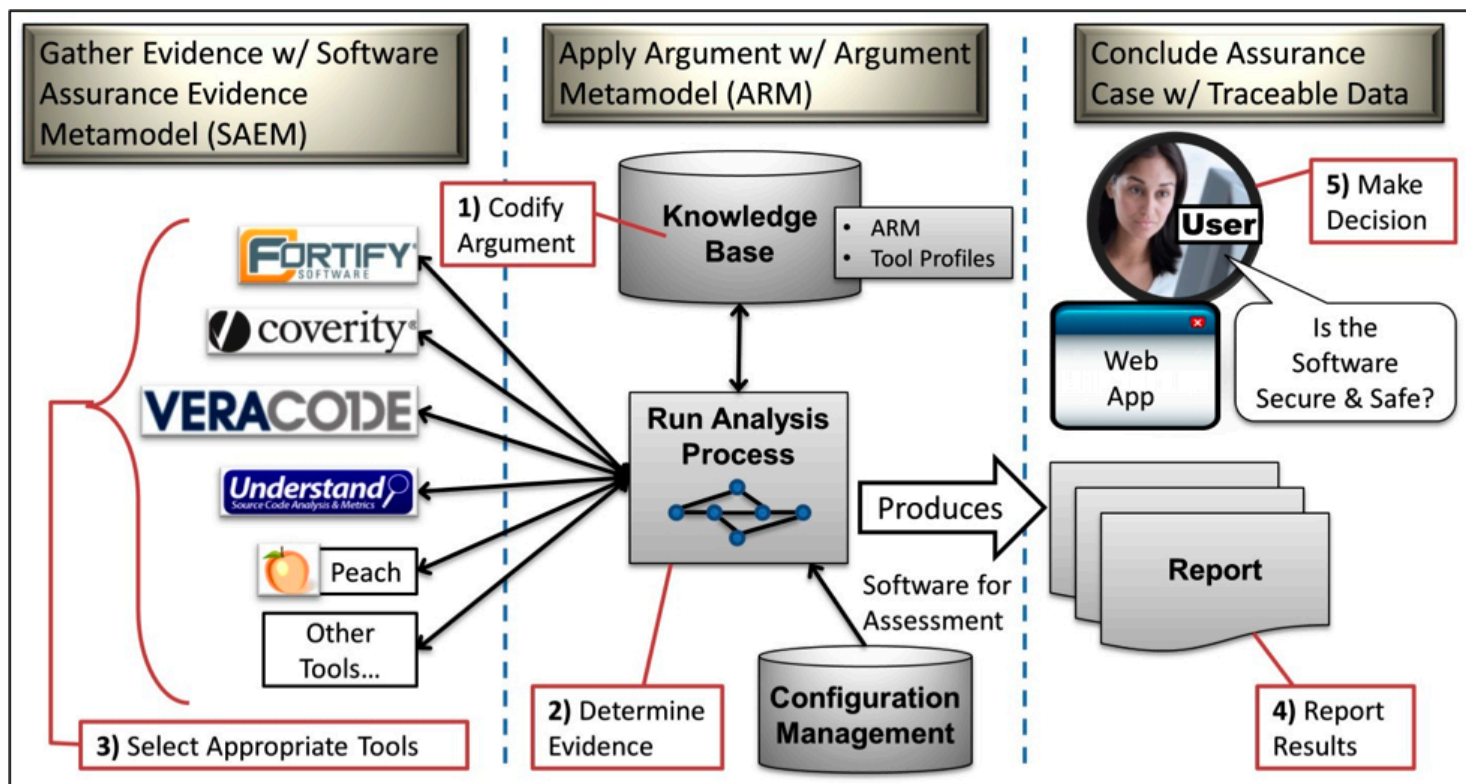 Gather Evidence w/ Software
Assurance Evidence
Metamodel (SAEM)
Apply Argument w/ Argument
Metamodel (ARM)
Conclude Assurance
Case w/ Traceable Data
1) Codify
Argument
Knowledge
Base
• ARM
• Tool Profiles
User
5) Make
Decision
FORTIFY®
SOFTWARE
coverity®
VERACODE
Understand
Source Code Analysis & Metrics
Peach
Other
Tools...
3) Select Appropriate Tools
Run Analysis
Process
Produces
Software for
Assessment
2) Determine
Evidence
Configuration
Management
Web
App
Is the
Software
Secure & Safe?
Report
4) Report
Results